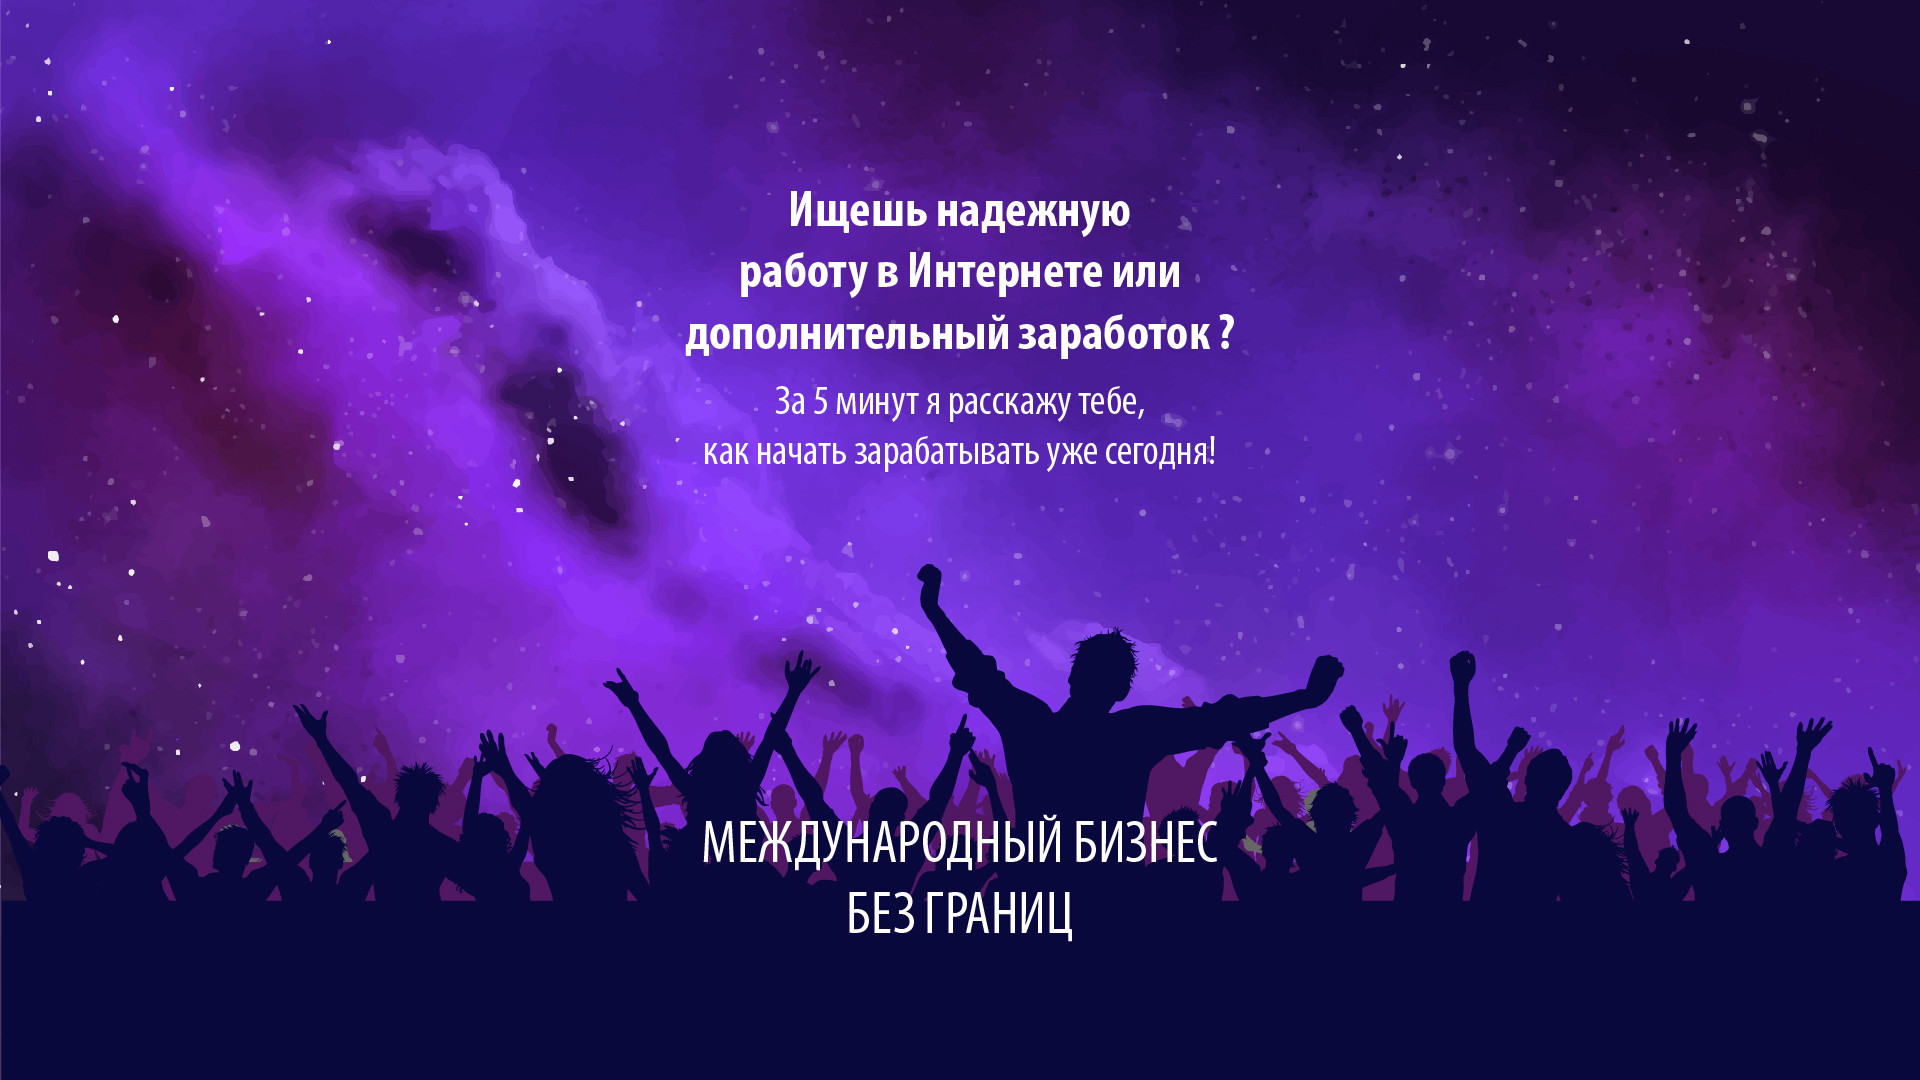 Ищешь надежную
работу в Интернете или
дополнительный заработок ?
За 5 минут я расскажу тебе,
как начать зарабатывать уже сегодня!
МЕЖДУНАРОДНЫЙ БИЗНЕС
БЕЗ ГРАНИЦ